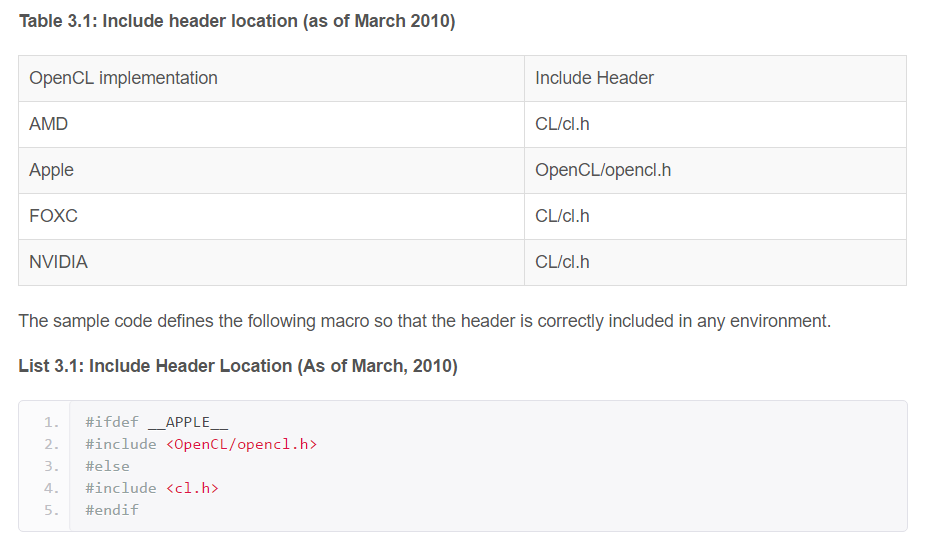 Table 3.1: Include header location (as of March 2010)
OpenCL implementation Include Header
AMD CL/cl.h
Apple OpenCL/opencl.h
FOXC CL/cl.h
NVIDIA CL/cl.h
The sample code defines the following macro so that the header is correctly included in any environment.
List 3.1: Include Header Location (As of March, 2010)
1. #ifdef __APPLE__
2. #include <OpenCL/opencl.h>
3. #else
4. #include <cl.h>
5. #endif